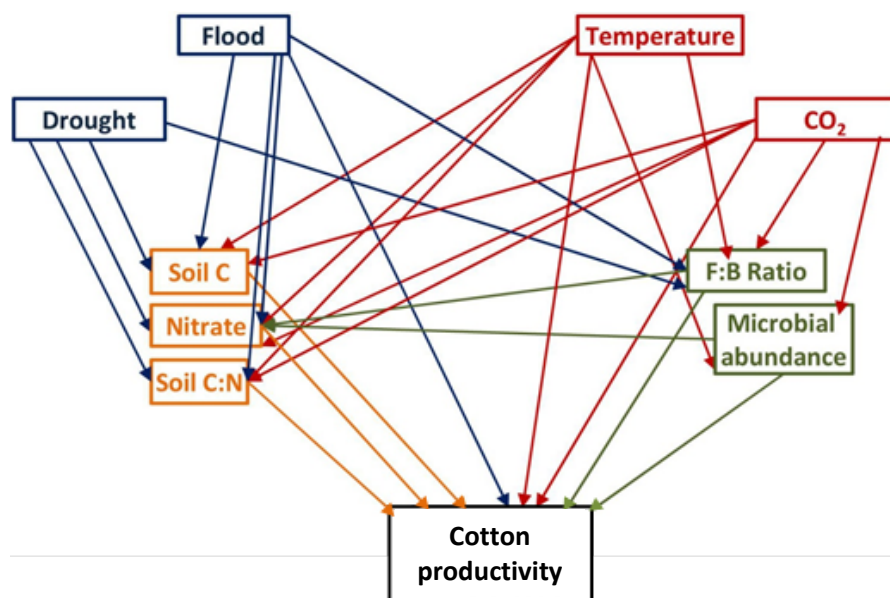 Flood
Temperature
Drought
CO₂
Soil C
F:B Ratio
Nitrate
Microbial
abundance
Soil C:N
Cotton
productivity